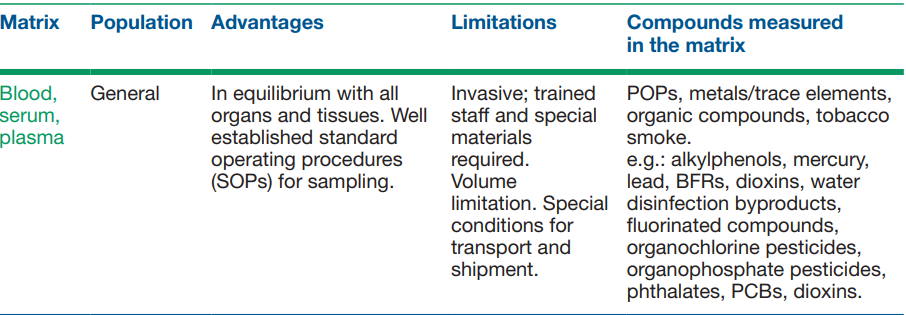 Matrix Population Advantages Limitations Compounds measured
in the matrix
Blood,
serum,
plasma
General
In equilibrium with all
organs and tissues. Well
established standard
operating procedures
(SOPs) for sampling.
Invasive; trained
staff and special
materials
required.
Volume
limitation. Special
conditions for
transport and
shipment.
POPs, metals/trace elements,
organic compounds, tobacco
smoke.
e.g.: alkylphenols, mercury,
lead, BFRs, dioxins, water
disinfection byproducts,
fluorinated compounds,
organochlorine pesticides,
organophosphate pesticides,
phthalates, PCBs, dioxins.